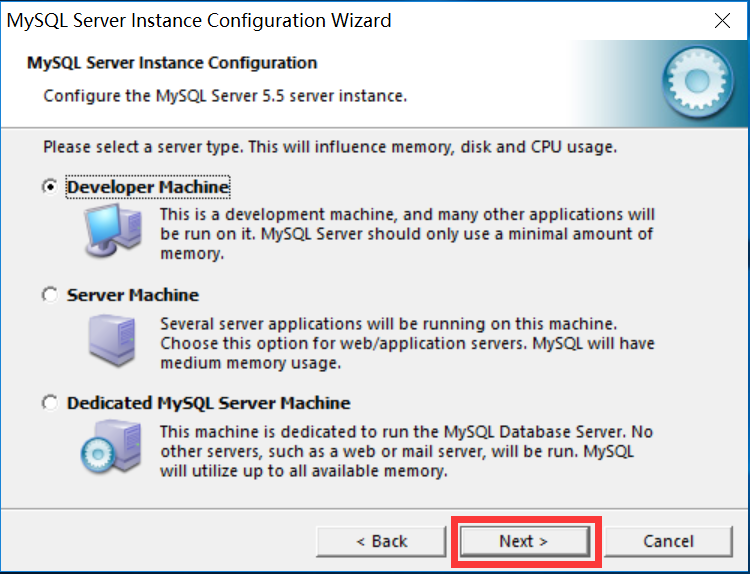 MySQL Server Instance Configuration Wizard
MySQL Server Instance Configuration
Configure the MySQL Server 5.5 server instance.
Please select a server type. This will influence memory, disk and CPU usage.
Developer Machine
This is a development machine, and many other applications will
be run on it. MySQL Server should only use a minimal amount of
memory.
Server Machine
Several server applications will be running on this machine.
Choose this option for web/application servers. MySQL will have
medium memory usage.
Dedicated MySQL Server Machine
This machine is dedicated to run the MySQL Database Server. No
other servers, such as a web or mail server, will be run. MySQL
will utilize up to all available memory.
< Back Next > Cancel